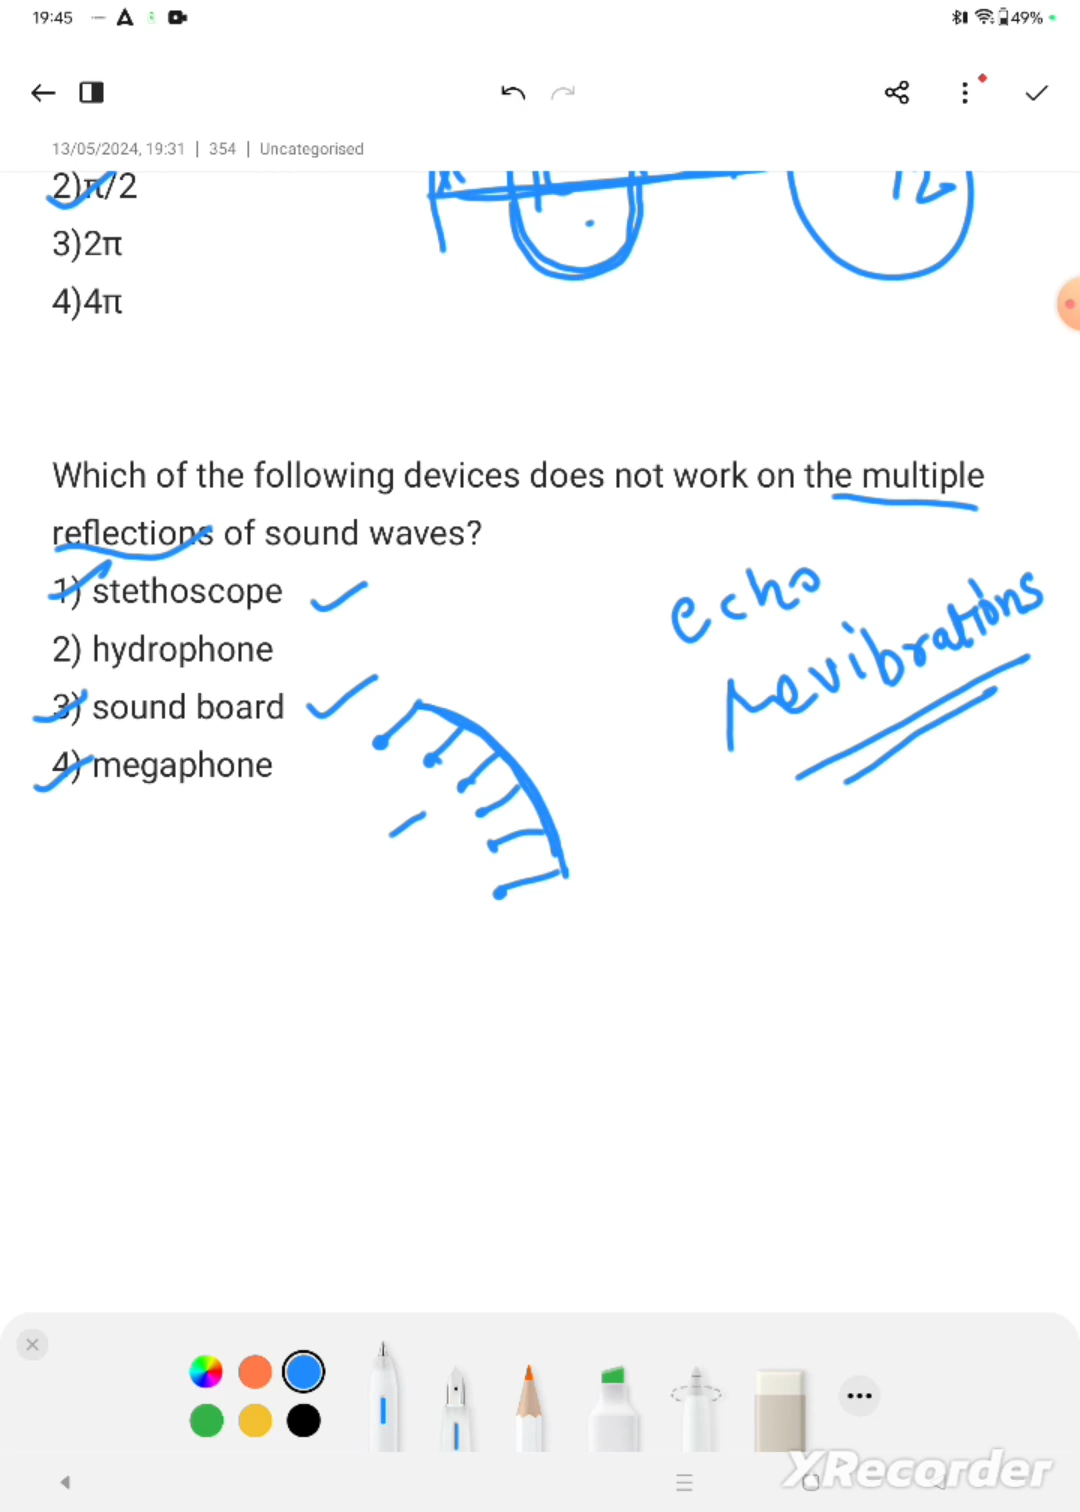 19:45
49%
13/05/2024, 19:31 | 354 | Uncategorised
2)π/2
12
3)2π
4)4π
Which of the following devices does not work on the multiple
reflections of sound waves?
1) stethoscope
2) hydrophone
3) sound board
4) megaphone
echo
revibrations
XRecorder